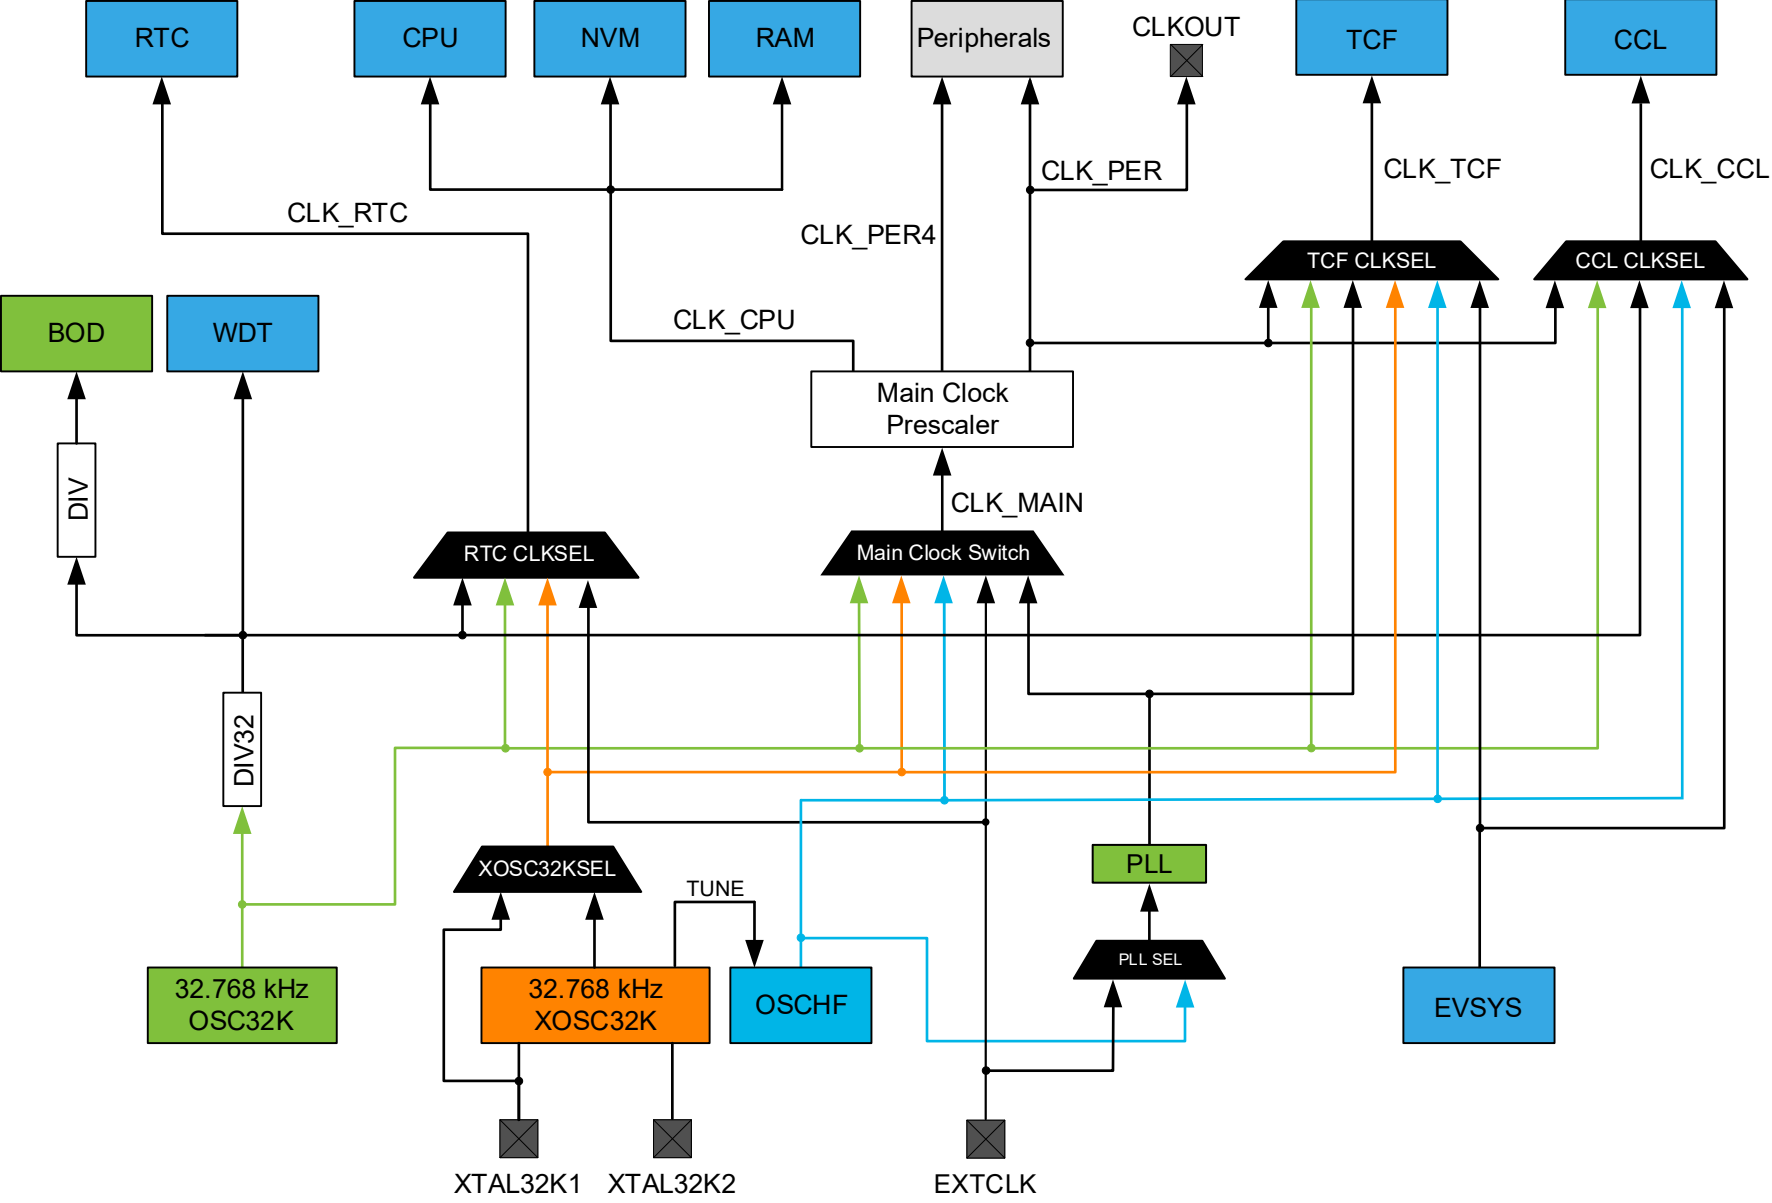 RTC
CPU
NVM
RAM
Peripherals
CLKOUT
TCF
CCL
CLK_PER
CLK_TCF
CLK_CCL
CLK_RTC
CLK_PER4
TCF CLKSEL
CCL CLKSEL
CLK_CPU
BOD
WDT
Main Clock
Prescaler
DIV
CLK_MAIN
RTC CLKSEL
Main Clock Switch
DIV32
XOSC32KSEL
PLL
TUNE
PLL SEL
32.768 kHz
OSC32K
32.768 kHz
XOSC32K
OSCHF
EVSYS
XTAL32K1
XTAL32K2
EXTCLK